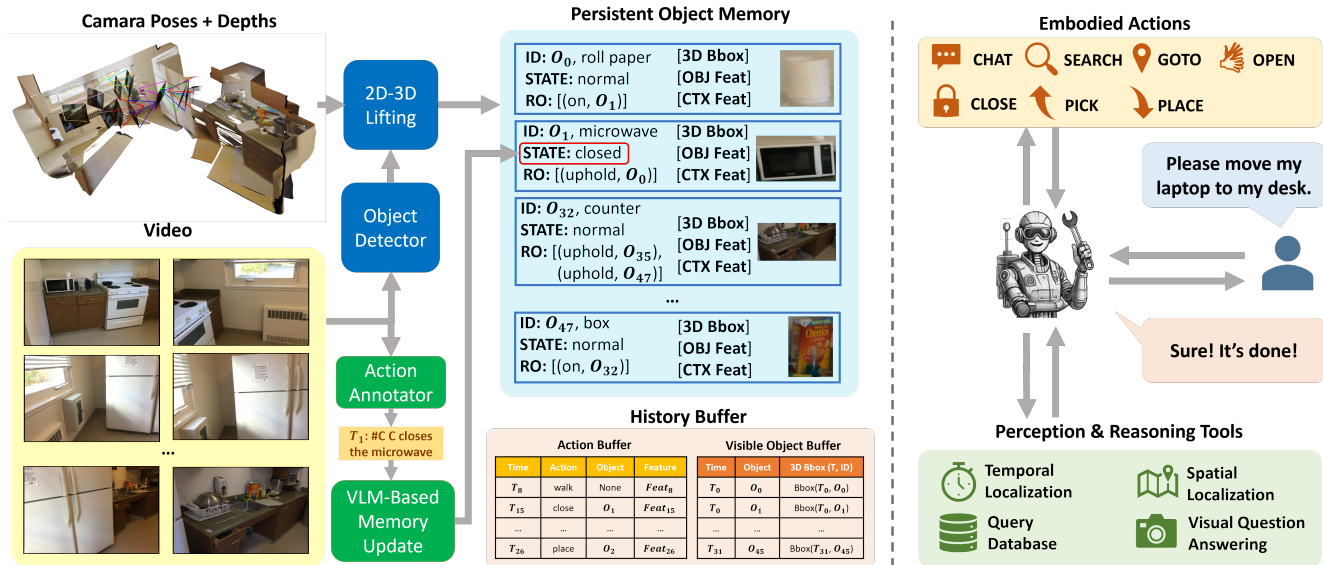 Camara Poses + Depths
Video
2D-3D
Lifting
Object
Detector
Action
Annotator
T1: #C C closes
the microwave
VLM-Based
Memory
Update
Persistent Object Memory
ID: O0, roll paper
STATE: normal
RO: [(on, O1)]
[3D Bbox]
[OBJ Feat]
[CTX Feat]
ID: O1, microwave
STATE: closed
RO: [(uphold, O0)]
[3D Bbox]
[OBJ Feat]
[CTX Feat]
ID: O32, counter
STATE: normal
RO: [(uphold, O35),
(uphold, O47)]
[3D Bbox]
[OBJ Feat]
[CTX Feat]
...
ID: O47, box
STATE: normal
RO: [(on, O32)]
[3D Bbox]
[OBJ Feat]
[CTX Feat]
Cheerios
...
History Buffer
Action Buffer
Time Action Object Feature
T8 walk None Feat8
T15 close O1 Feat15
... ... ... ...
T26 place O2 Feat26
Visible Object Buffer
Time Object 3D Bbox (T, ID)
T0 O0 Bbox(T0, O0)
T0 O1 Bbox(T0, O1)
... ... ...
T31 O45 Bbox(T31, O45)
Embodied Actions
CHAT SEARCH GOTO OPEN
CLOSE PICK PLACE
Please move my
laptop to my desk.
Sure! It's done!
Perception & Reasoning Tools
Temporal
Localization
Spatial
Localization
Query
Database
Visual Question
Answering